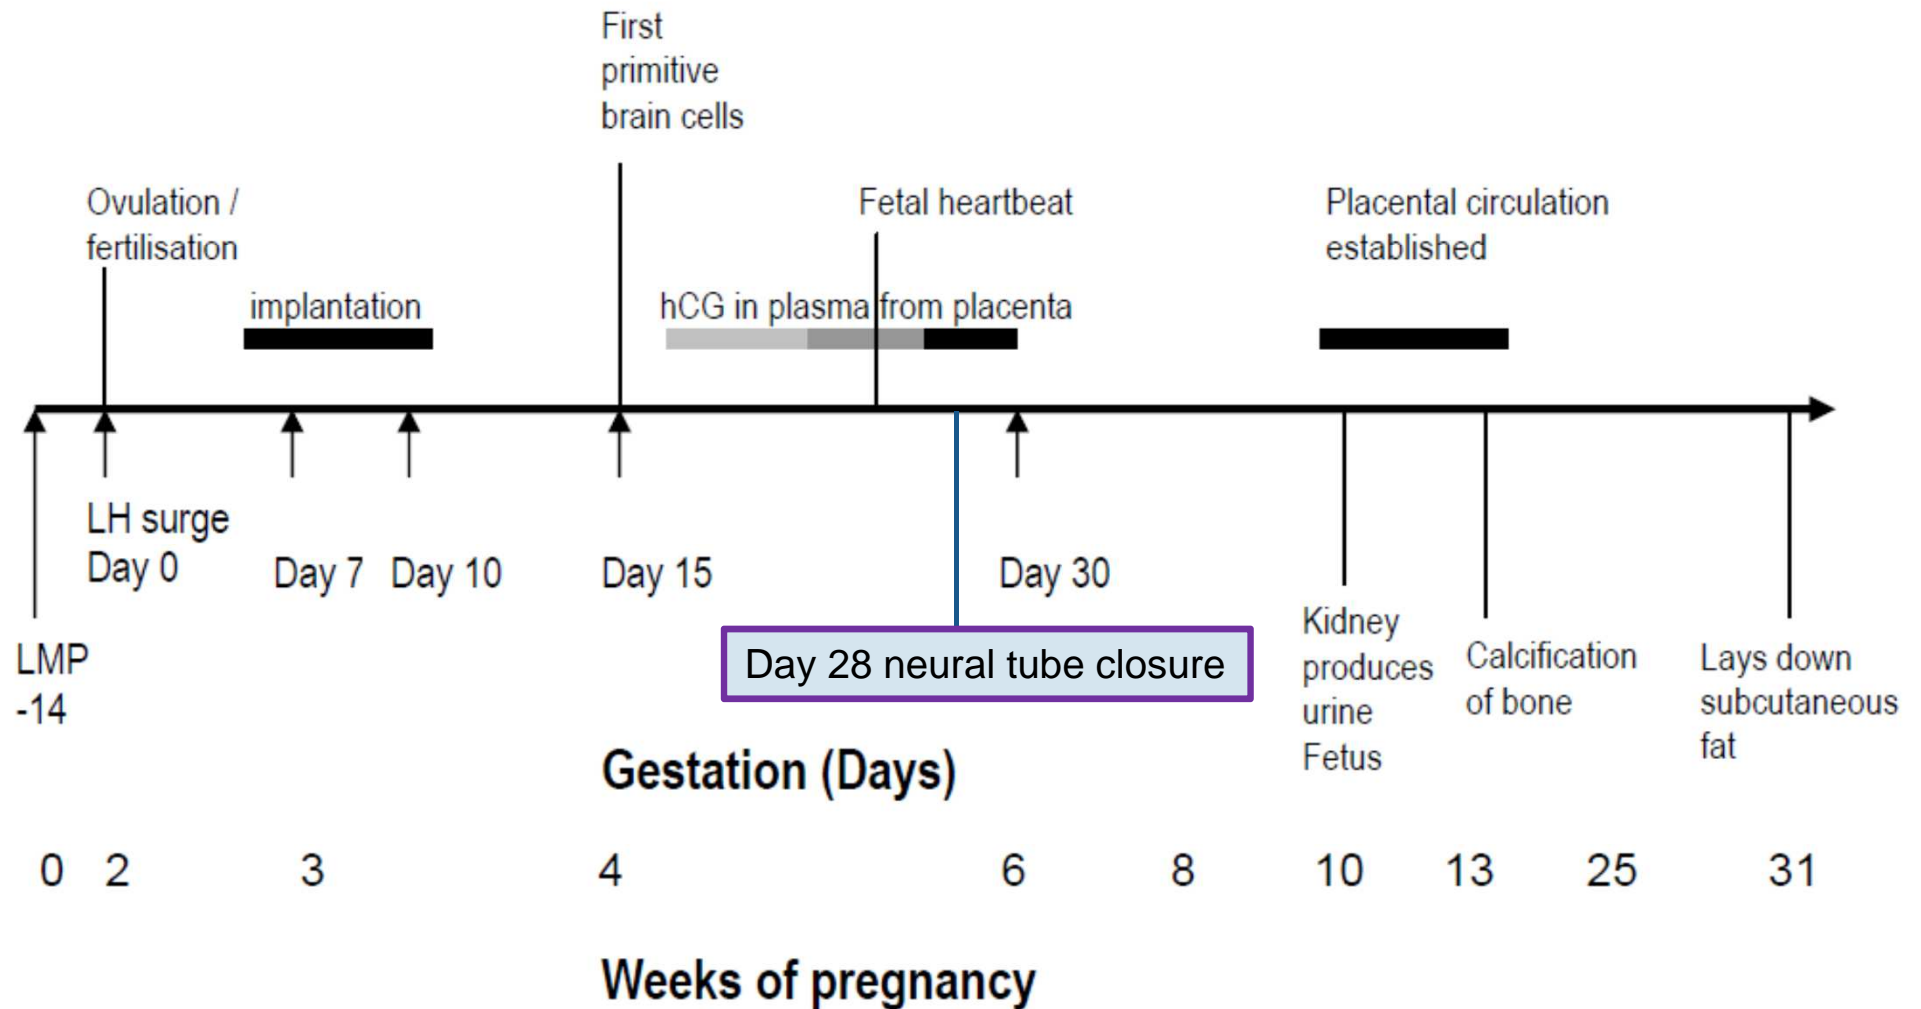 First
primitive
brain cells
Ovulation /
fertilisation
Fetal heartbeat
Placental circulation
established
implantation
hCG in plasma from placenta
LH surge
Day 0
Day 7
Day 10
Day 15
Day 30
LMP
-14
Day 28 neural tube closure
Kidney
produces
urine
Fetus
Calcification
of bone
Lays down
subcutaneous
fat
Gestation (Days)
0 2 3 4 6 8 10 13 25 31
Weeks of pregnancy